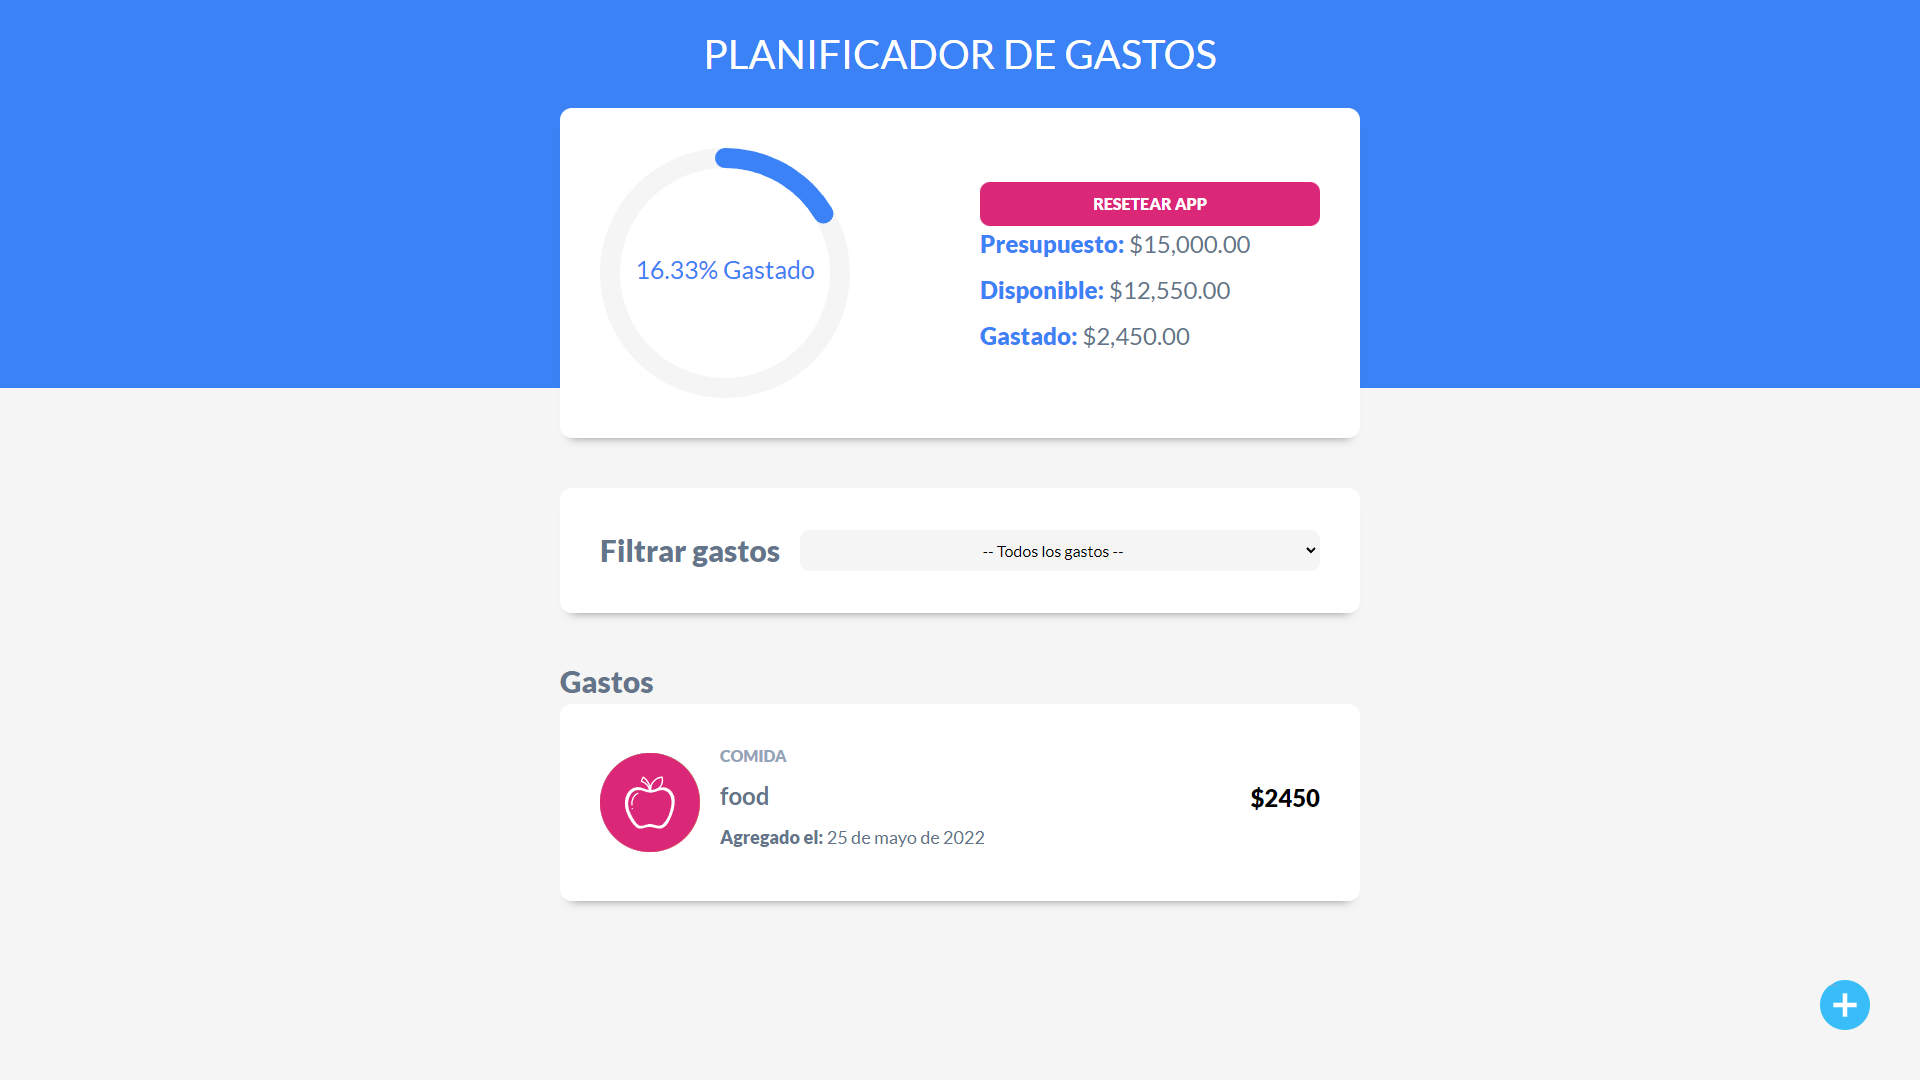 PLANIFICADOR DE GASTOS
16.33% Gastado
RESETEAR APP
Presupuesto: $15,000.00
Disponible: $12,550.00
Gastado: $2,450.00
Filtrar gastos
-- Todos los gastos --
Gastos
COMIDA
food
$2450
Agregado el: 25 de mayo de 2022